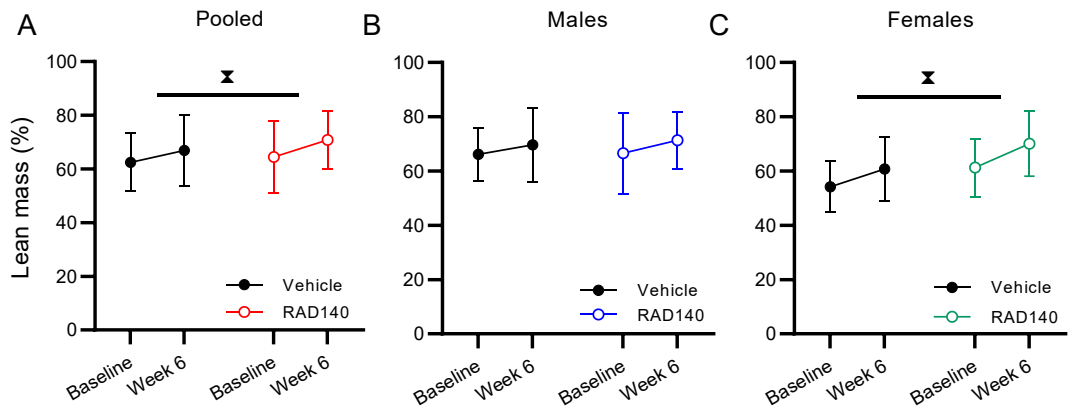 A
Pooled
Lean mass (%)
100
80
60
40
20
0
Vehicle
RAD140
Baseline
Week 6
Baseline
Week 6
B
Males
100
80
60
40
20
0
Vehicle
RAD140
Baseline
Week 6
Baseline
Week 6
C
Females
100
80
60
40
20
0
Vehicle
RAD140
Baseline
Week 6
Baseline
Week 6